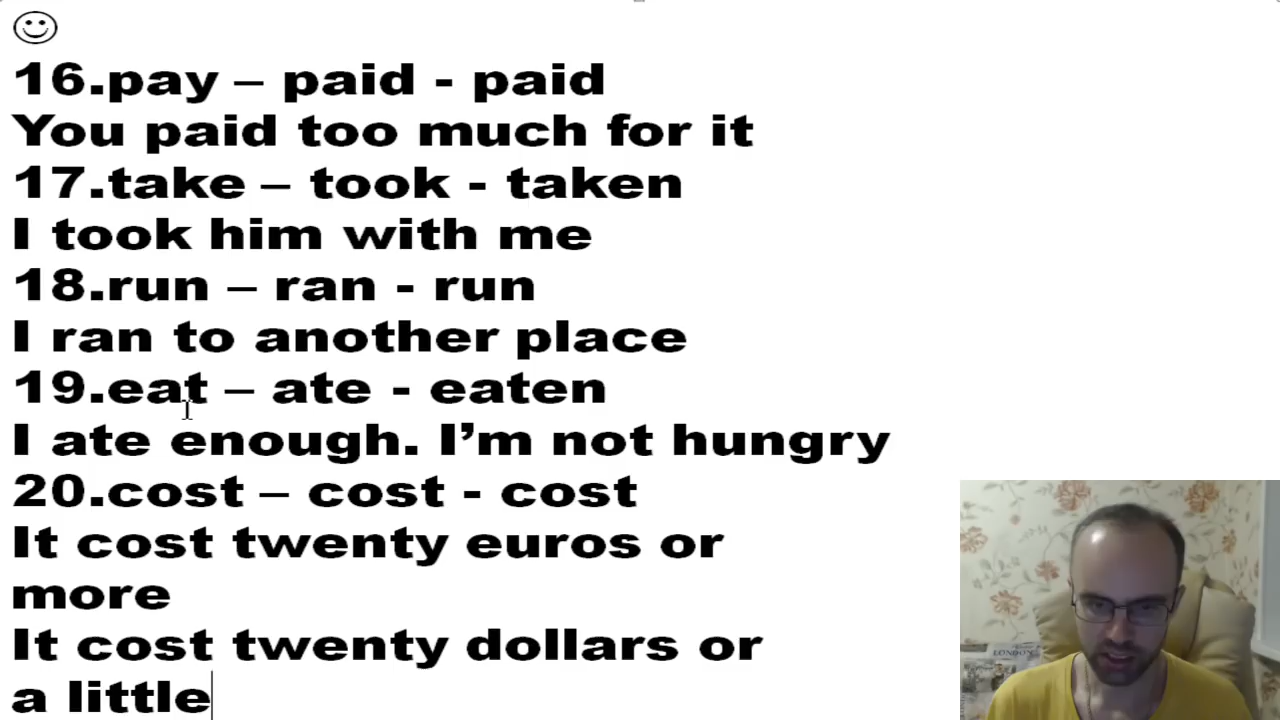 16.pay – paid - paid
You paid too much for it
17.take – took - taken
I took him with me
18.run – ran - run
I ran to another place
19.eat – ate - eaten
I ate enough. I’m not hungry
20.cost – cost - cost
It cost twenty euros or
more
It cost twenty dollars or
a little
LONDON